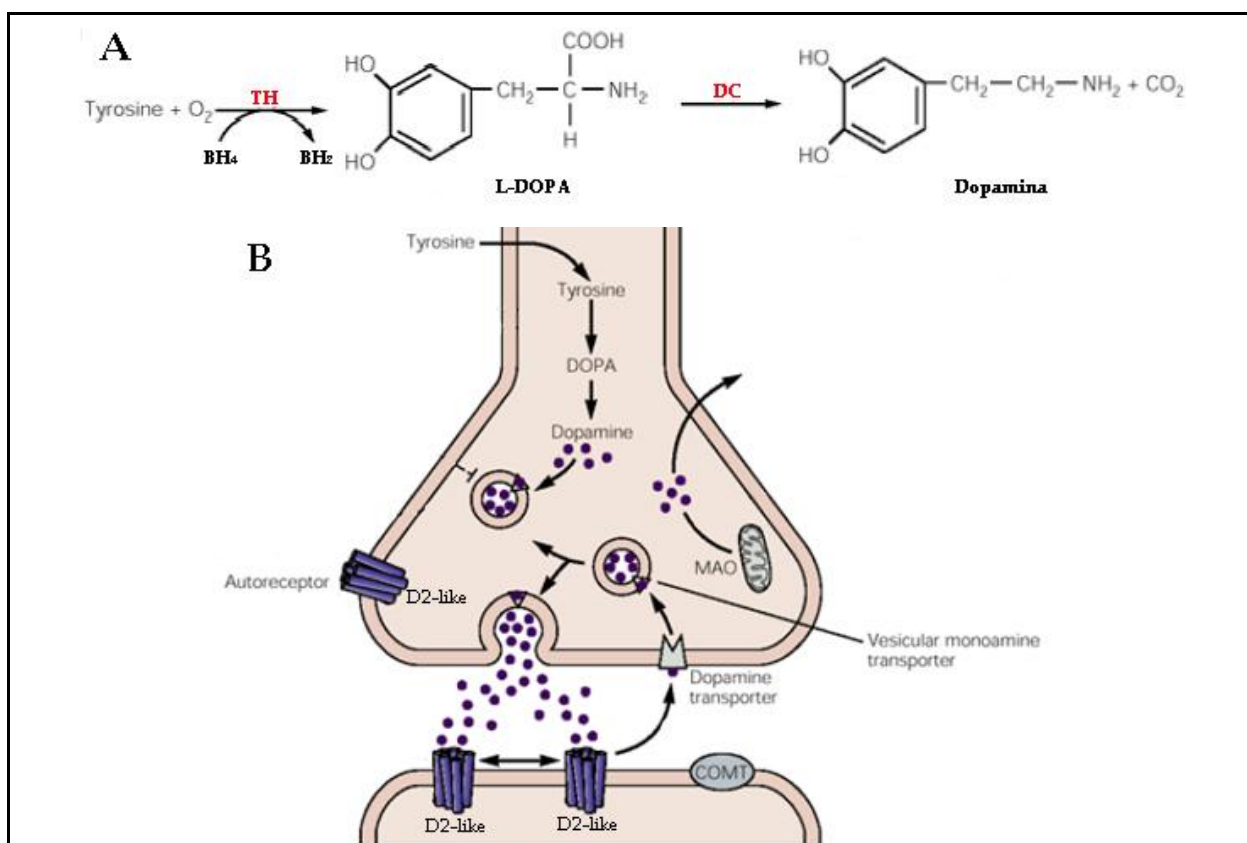 A
COOH
HO
TH
CH₂—C—NH₂
DC
HO
CH₂—CH₂—NH₂ + CO₂
Tyrosine + O₂
H
BH₄
BH₂
HO
HO
L-DOPA
Dopamina
B
Tyrosine
Tyrosine
DOPA
Dopamine
MAO
Autoreceptor
D2-like
Vesicular monoamine
transporter
Dopamine
transporter
COMT
D2-like
D2-like